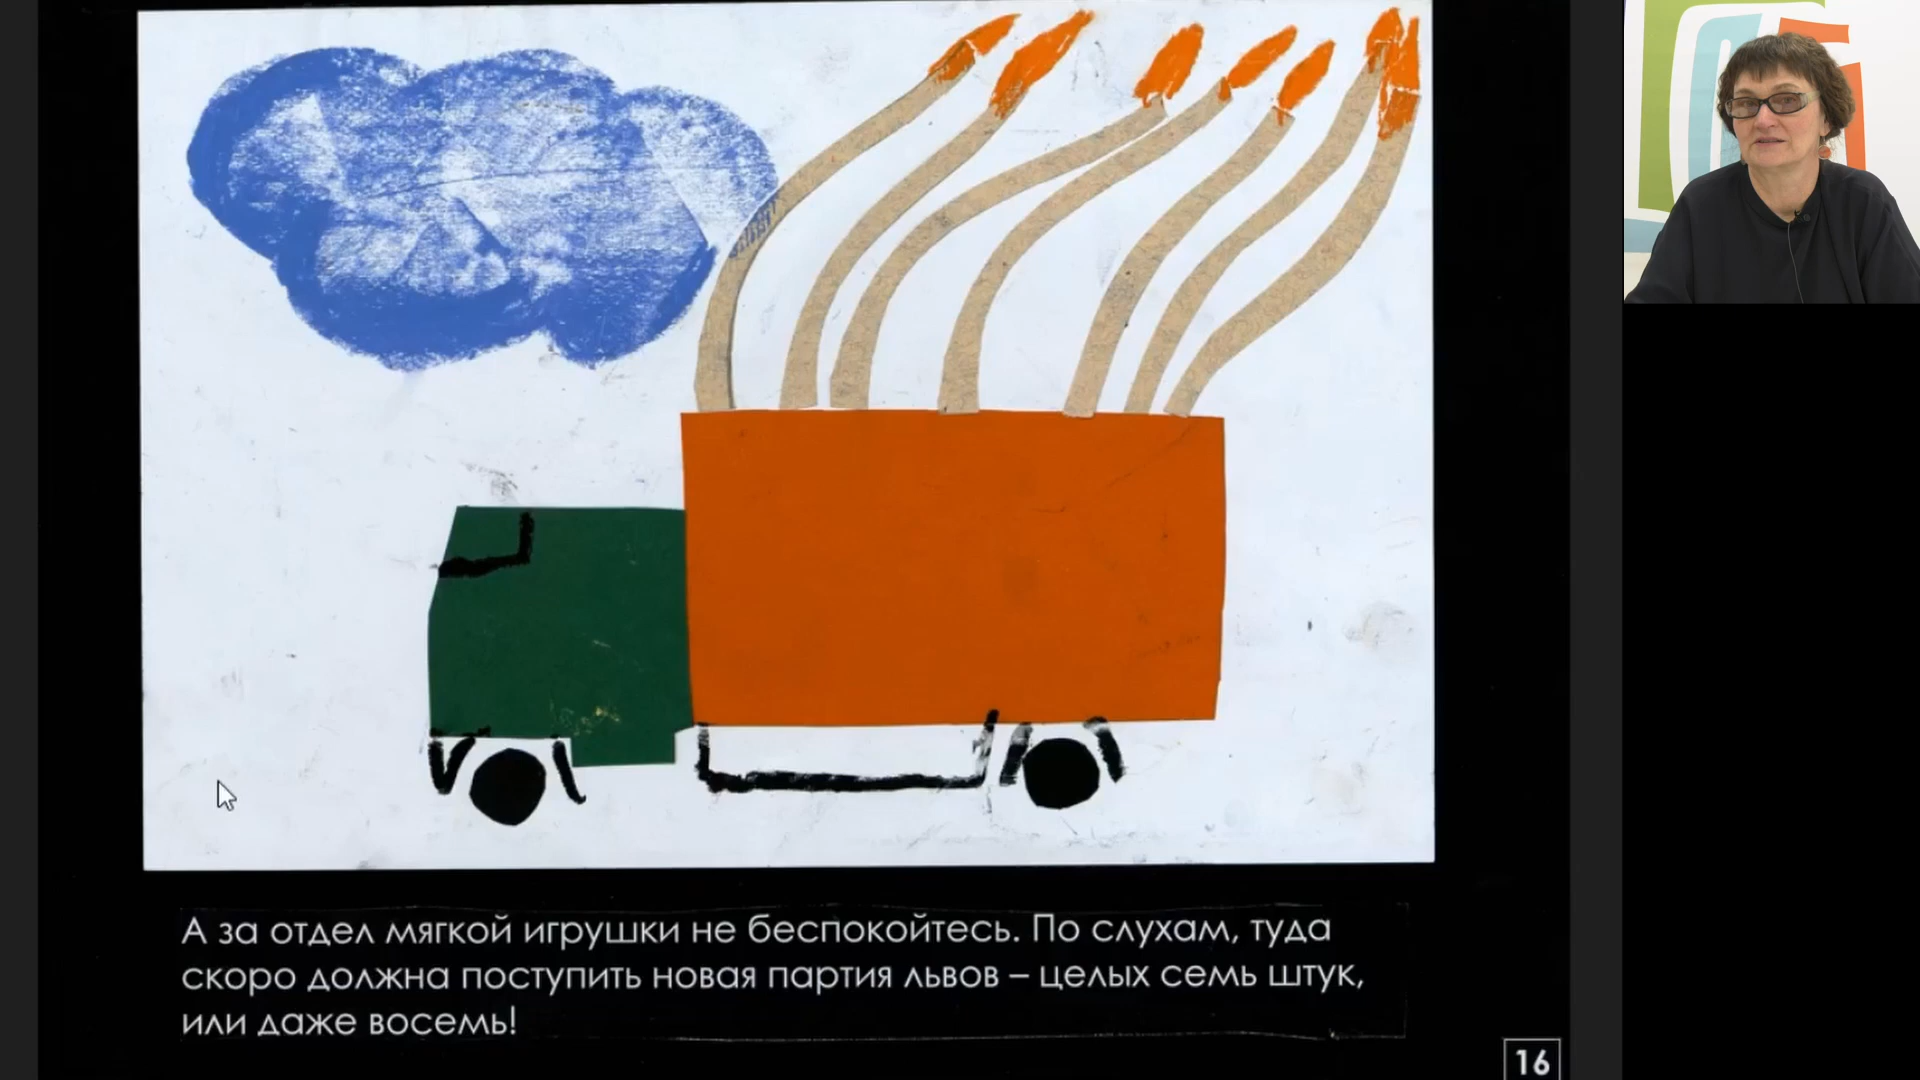 А за отдел мягкой игрушки не беспокойтесь. По слухам, туда
скоро должна поступить новая партия львов – целых семь штук,
или даже восемь!
16